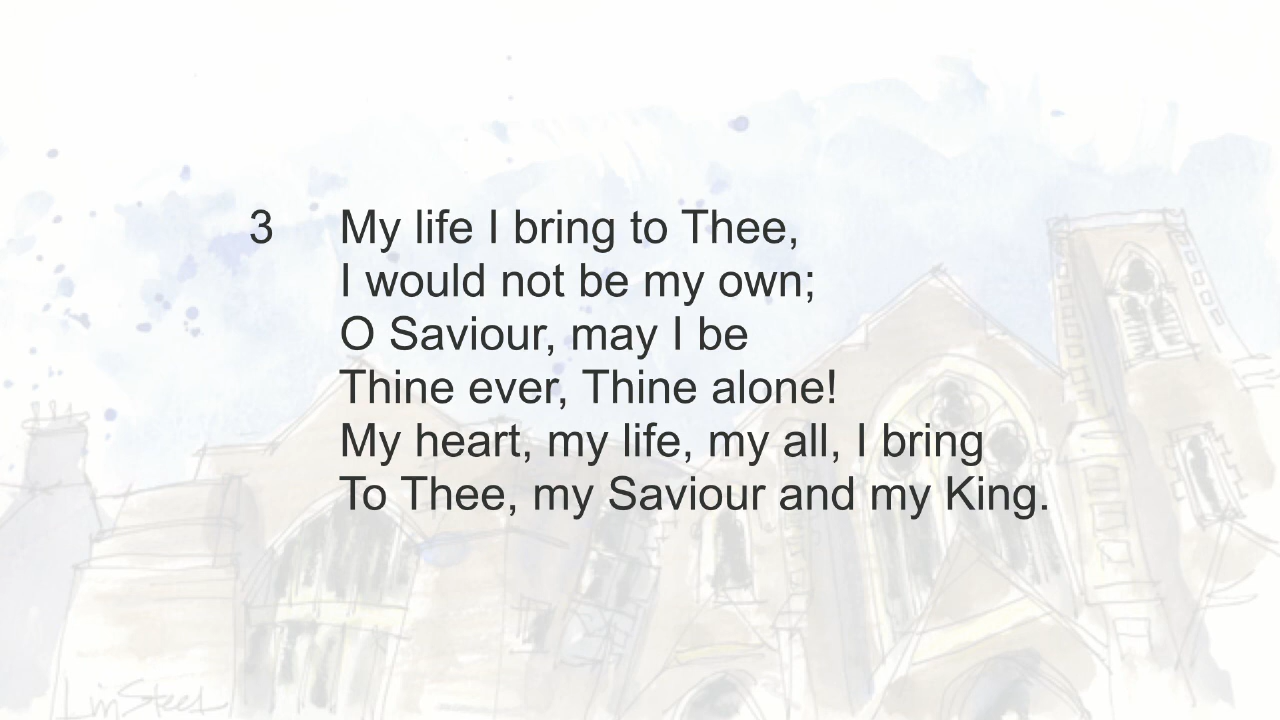 3 My life I bring to Thee,
I would not be my own;
O Saviour, may I be
Thine ever, Thine alone!
My heart, my life, my all, I bring
To Thee, my Saviour and my King.